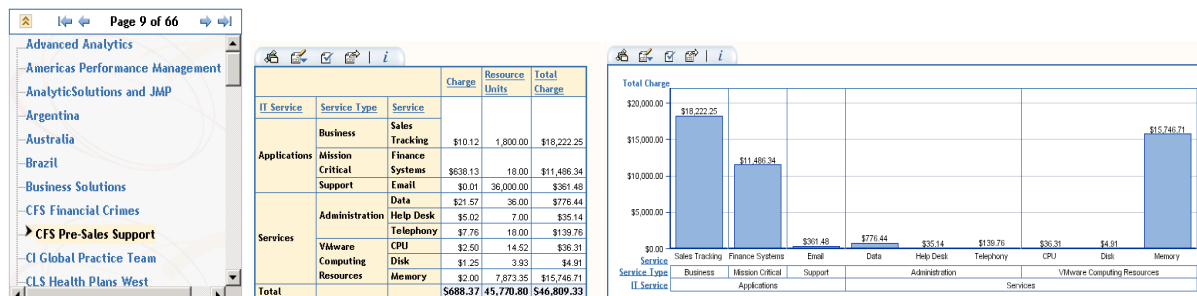 Page 9 of 66
Advanced Analytics
Americas Performance Management
AnalyticSolutions and JMP
Argentina
Australia
Brazil
Business Solutions
CFS Financial Crimes
CFS Pre-Sales Support
CI Global Practice Team
CLS Health Plans West
Charge Resource Units Total Charge
IT Service Service Type Service
Applications Business Sales Tracking $10.12 1,800.00 $18,222.25
Mission Critical Finance Systems $638.13 18.00 $11,486.34
Support Email $0.01 36,000.00 $361.48
Services Administration Data $21.57 36.00 $776.44
Help Desk $5.02 7.00 $35.14
Telephony $7.76 18.00 $139.76
VMware Computing Resources CPU $2.50 14.52 $36.31
Disk $1.25 3.93 $4.91
Memory $2.00 7,873.35 $15,746.71
Total $688.37 45,770.80 $46,809.33
Total Charge
$20,000.00
$15,000.00
$10,000.00
$5,000.00
$0.00
$18,222.25 $11,486.34 $361.48 $776.44 $35.14 $139.76 $36.31 $4.91 $15,746.71
Service Sales Tracking Finance Systems Email Data Help Desk Telephony CPU Disk Memory
Service Type Business Mission Critical Support Administration VMware Computing Resources
IT Service Applications Services